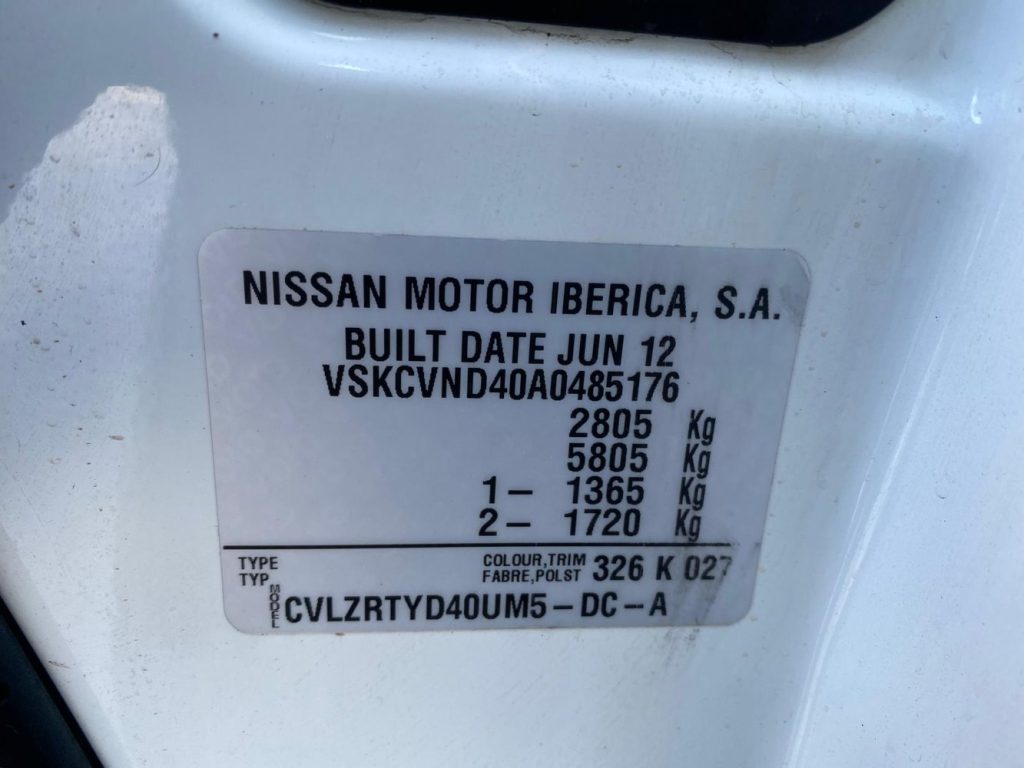 NISSAN MOTOR IBERICA, S.A.
BUILT DATE JUN 12
VSKCVND40A0485176
2805 Kg
5805 Kg
1- 1365 Kg
2- 1720 Kg
TYPE
TYP
COLOUR,TRIM
FABRE,POLST
326 K 027
MODEL
CVLZRTYD40UM5-DC-A